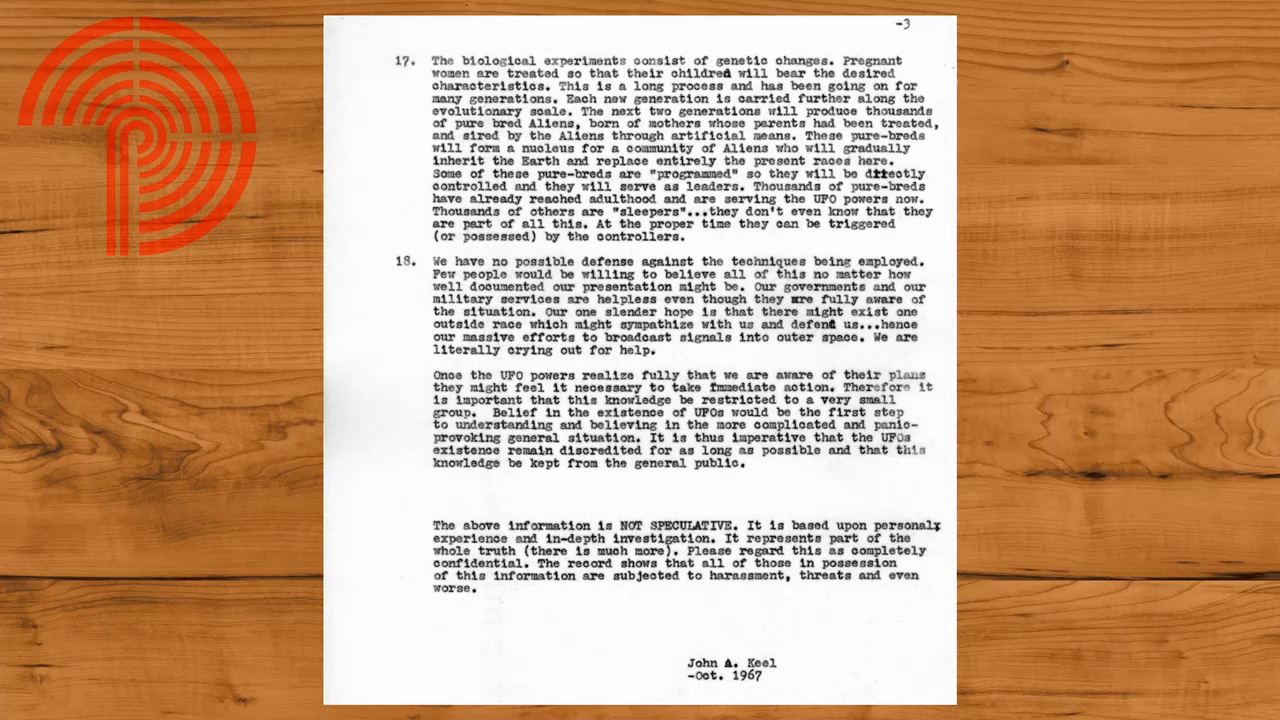 -3
17. The biological experiments consist of genetic changes. Pregnant
women are treated so that their children will bear the desired
characteristics. This is a long process and has been going on for
many generations. Each new generation is carried further along the
evolutionary scale. The next two generations will produce thousands
of pure bred Aliens, born of mothers whose parents had been treated,
and sired by the Aliens through artificial means. These pure-breds
will form a nucleus for a community of Aliens who will gradually
inherit the Earth and replace entirely the present races here.
Some of these pure-breds are "programmed" so they will be directly
controlled and they will serve as leaders. Thousands of pure-breds
have already reached adulthood and are serving the UFO powers now.
Thousands of others are "sleepers"...they don't even know that they
are part of all this. At the proper time they can be triggered
(or possessed) by the controllers.
18. We have no possible defense against the techniques being employed.
Few people would be willing to believe all of this no matter how
well documented our presentation might be. Our governments and our
military services are helpless even though they are fully aware of
the situation. Our one slender hope is that there might exist one
outside race which might sympathize with us and defend us...hence
our massive efforts to broadcast signals into outer space. We are
literally crying out for help.
Once the UFO powers realize fully that we are aware of their plans
they might feel it necessary to take immediate action. Therefore it
is important that this knowledge be restricted to a very small
group. Belief in the existence of UFOs would be the first step
to understanding and believing in the more complicated and panic-
provoking general situation. It is thus imperative that the UFOs
existence remain discredited for as long as possible and that this
knowledge be kept from the general public.
The above information is NOT SPECULATIVE. It is based upon personal
experience and in-depth investigation. It represents part of the
whole truth (there is much more). Please regard this as completely
confidential. The record shows that all of those in possession
of this information are subjected to harassment, threats and even
worse.
John A. Keel
-Oct. 1967